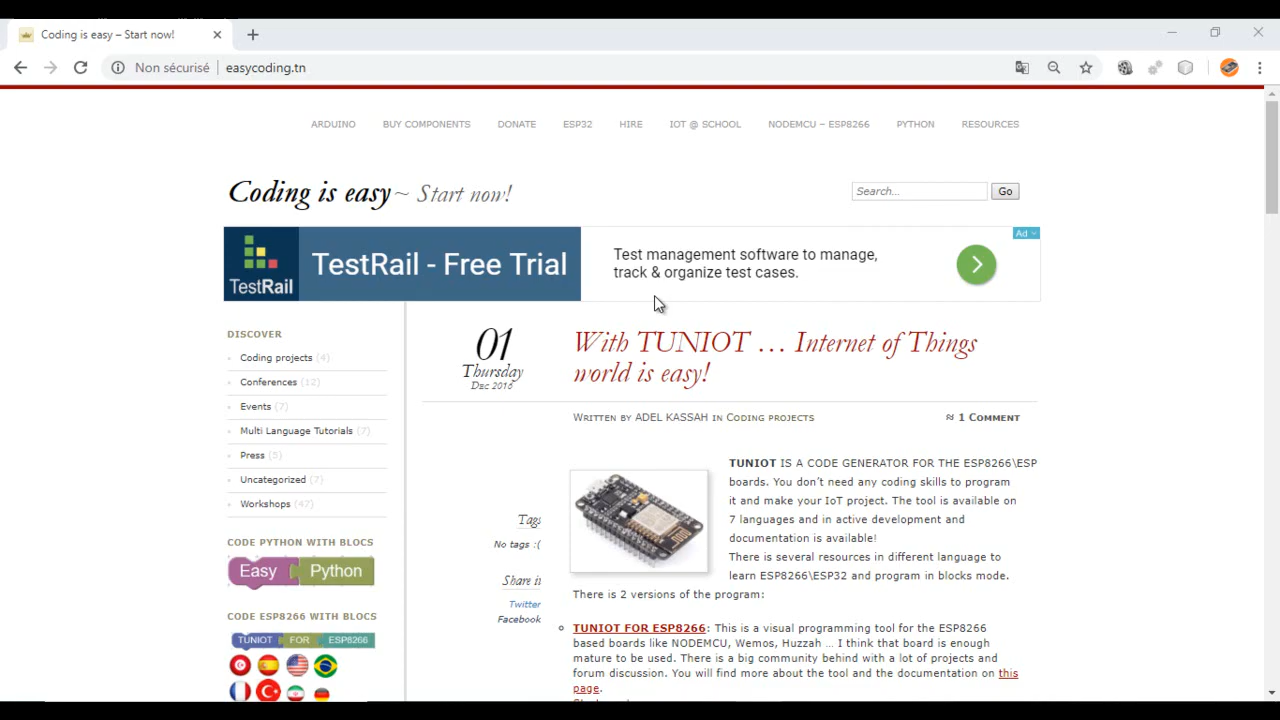 Coding is easy – Start now!
Non sécurisé
easycoding.tn
ARDUINO BUY COMPONENTS DONATE ESP32 HIRE IOT @ SCHOOL NODEMCU – ESP8266 PYTHON RESOURCES
Coding is easy ~ Start now!
Search... Go
TestRail
TestRail - Free Trial
Test management software to manage,
track & organize test cases.
Ad
DISCOVER
Coding projects (4)
Conferences (12)
Events (7)
Multi Language Tutorials (7)
Press (5)
Uncategorized (7)
Workshops (47)
CODE PYTHON WITH BLOCS
Easy Python
CODE ESP8266 WITH BLOCS
TUNIOT FOR ESP8266
01
Thursday
Dec 2016
With TUNIOT … Internet of Things
world is easy!
WRITTEN BY ADEL KASSAH IN CODING PROJECTS
≈ 1 COMMENT
Tags
No tags :(
Share it
Twitter
Facebook
TUNIOT IS A CODE GENERATOR FOR THE ESP8266\ESP
boards. You don't need any coding skills to program
it and make your IoT project. The tool is available on
7 languages and in active development and
documentation is available!
There is several resources in different language to
learn ESP8266\ESP32 and program in blocks mode.
There is 2 versions of the program:
TUNIOT FOR ESP8266: This is a visual programming tool for the ESP8266
based boards like NODEMCU, Wemos, Huzzah … I think that board is enough
mature to be used. There is a big community behind with a lot of projects and
forum discussion. You will find more about the tool and the documentation on this
page.